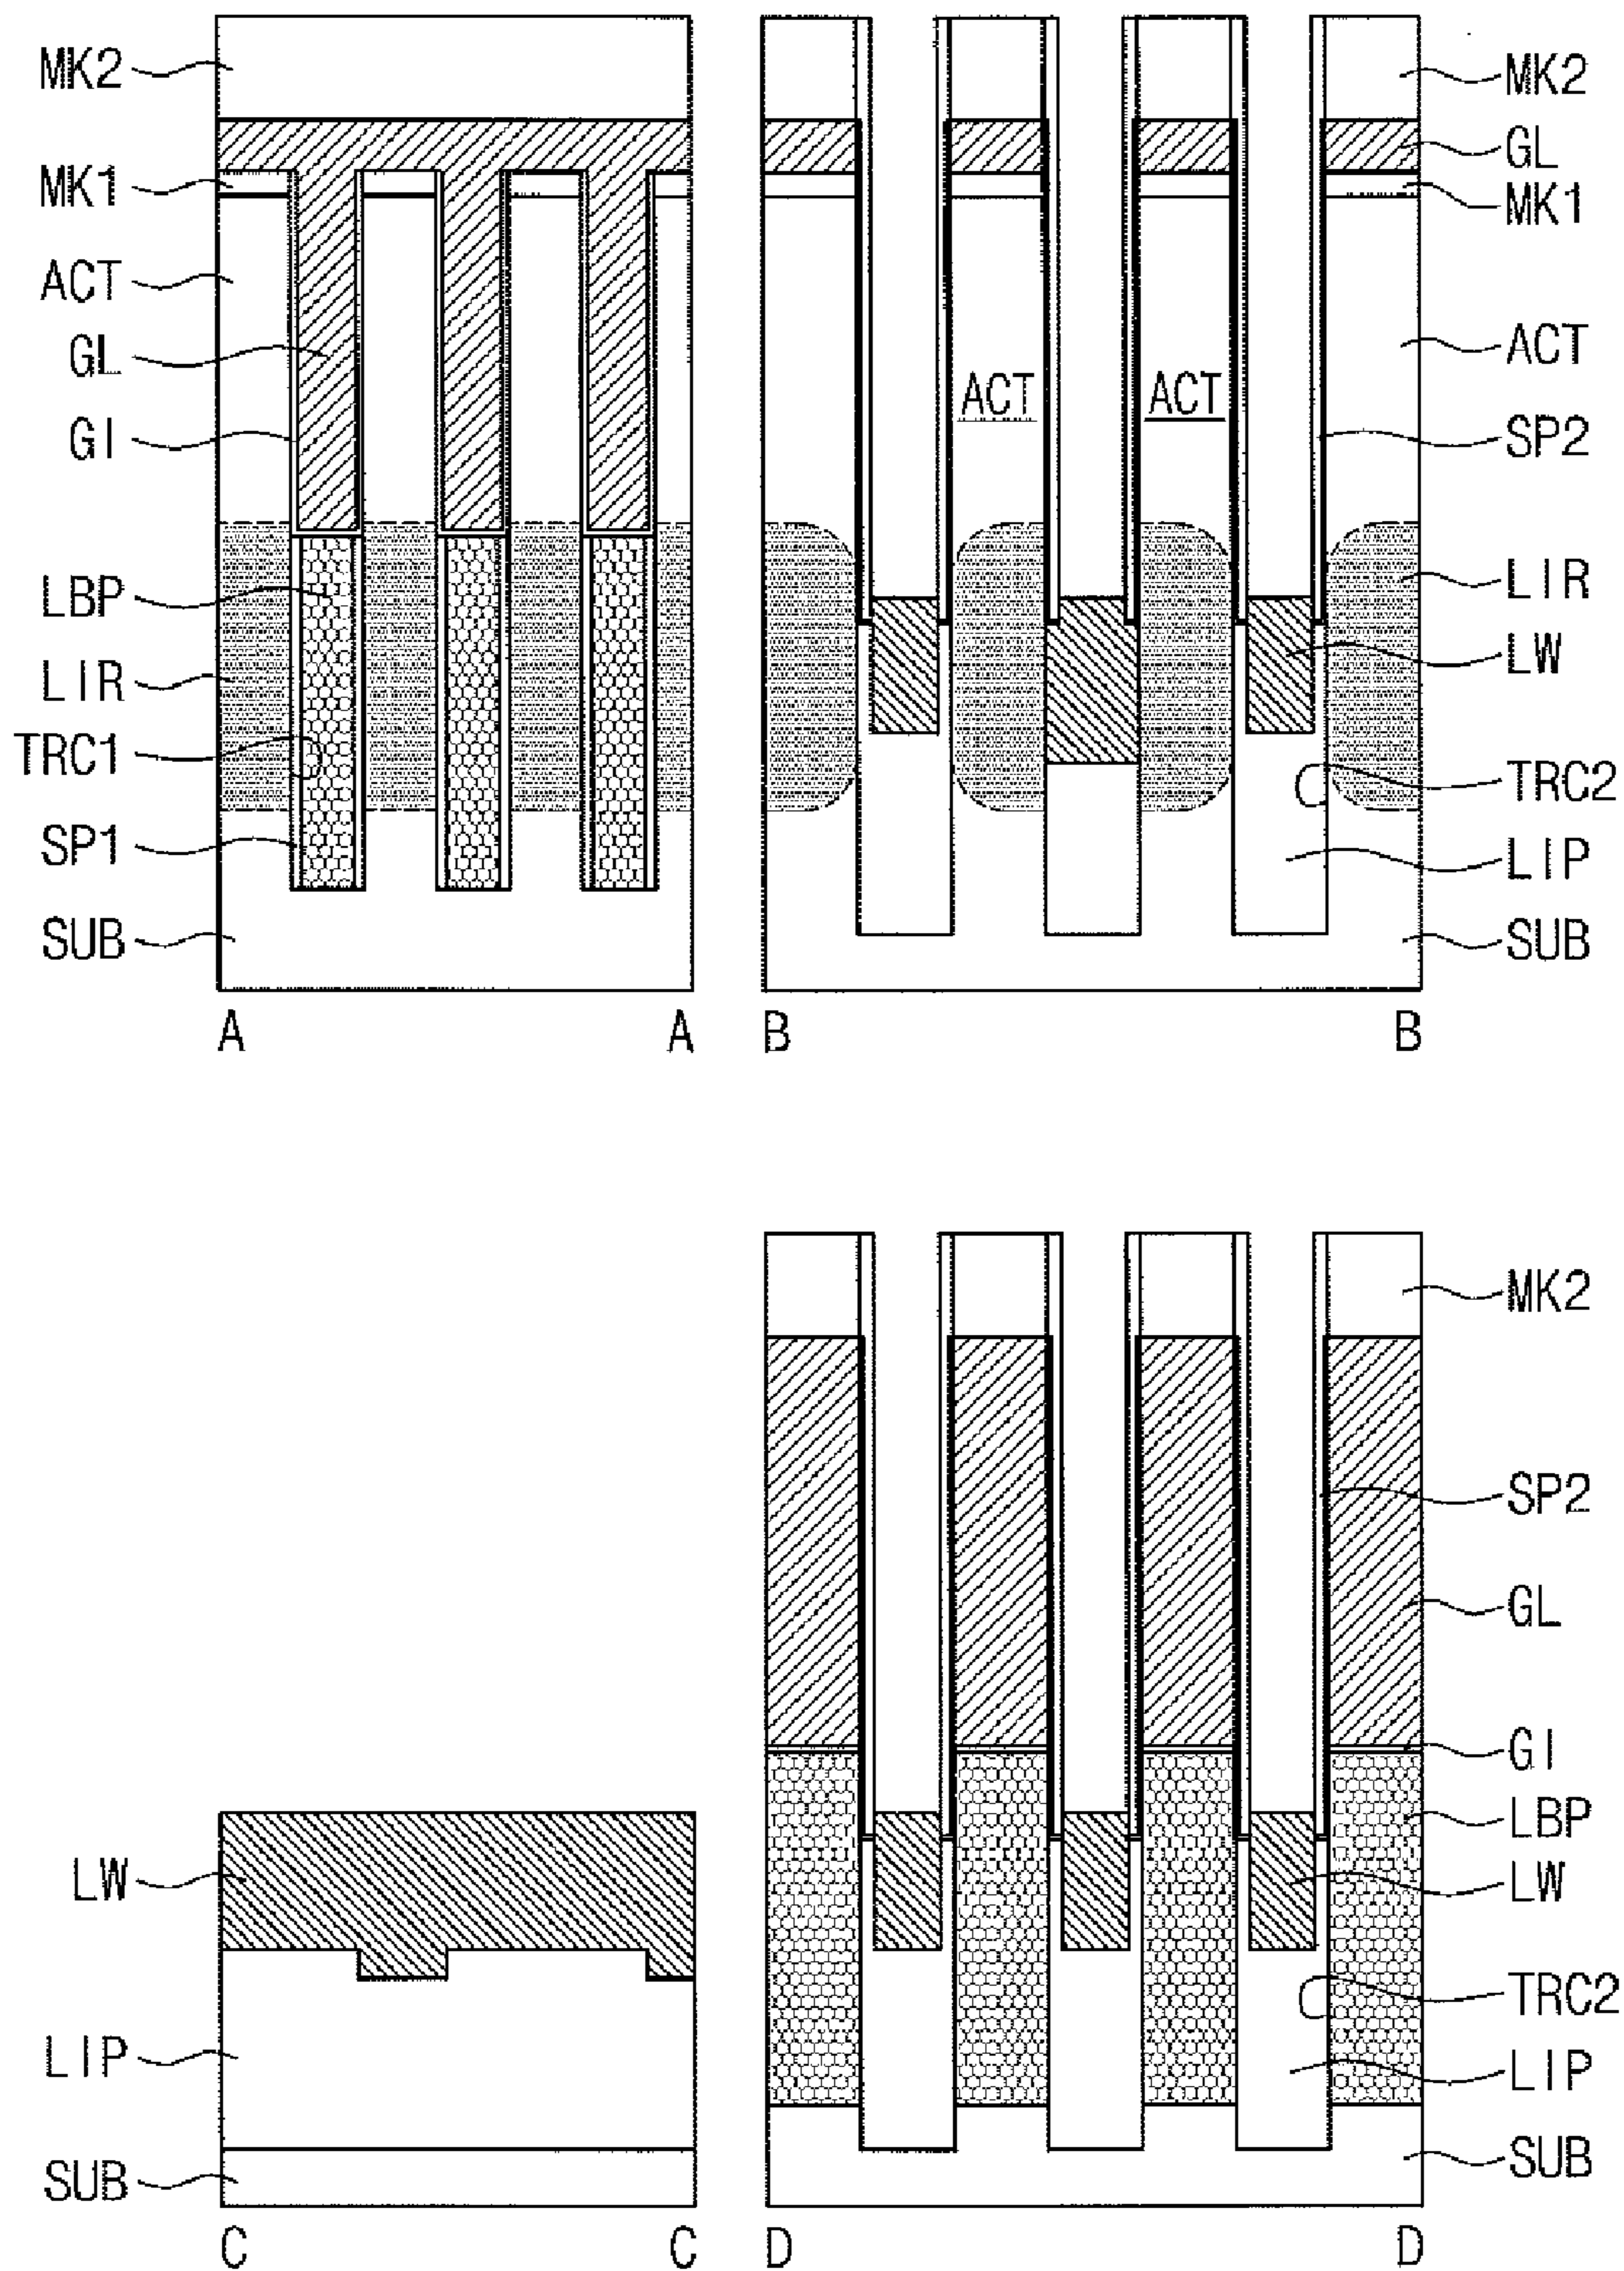 MK2
MK1
ACT
GL
GI
LBP
LIR
TRC1
SP1
SUB
A A
ACT ACT
MK2
GL
MK1
ACT
SP2
LIR
LW
TRC2
LIP
SUB
B B
LW
LIP
SUB
C C
MK2
SP2
GL
GI
LBP
LW
TRC2
LIP
SUB
D D